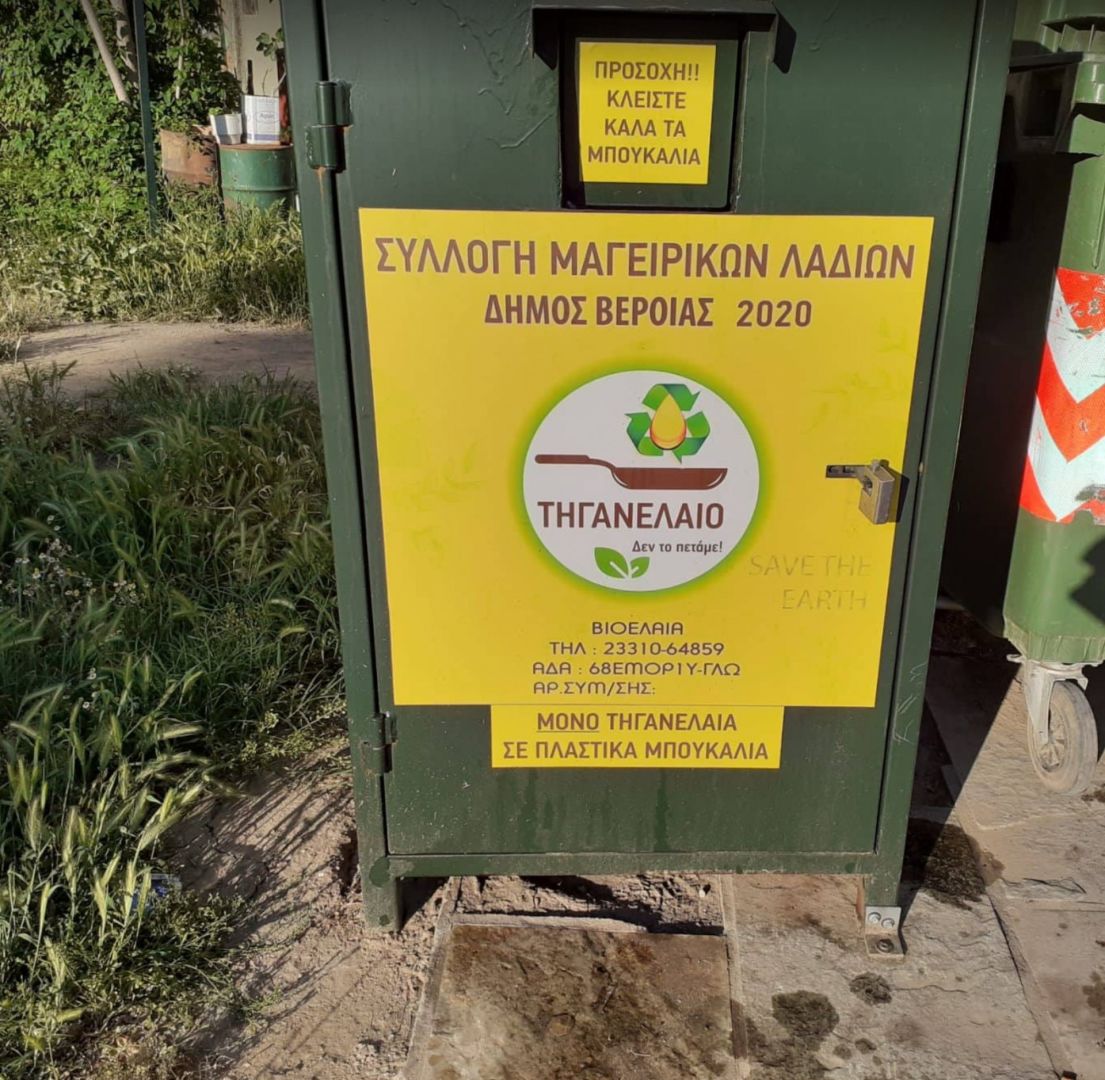 ΠΡΟΣΟΧΗ!!
ΚΛΕΙΣΤΕ
ΚΑΛΑ ΤΑ
ΜΠΟΥΚΑΛΙΑ
ΣΥΛΛΟΓΗ ΜΑΓΕΙΡΙΚΩΝ ΛΑΔΙΩΝ
ΔΗΜΟΣ ΒΕΡΟΙΑΣ 2020
ΤΗΓΑΝΕΛΑΙΟ
Δεν το πετάμε!
SAVE THE
EARTH
ΒΙΟΕΛΑΙΑ
ΤΗΛ : 23310-64859
ΑΔΑ : 68ΕΜΟΡ1Υ-ΓΛΩ
ΑΡ.ΣΥΜ/ΣΗΣ:
ΜΟΝΟ ΤΗΓΑΝΕΛΑΙΑ
ΣΕ ΠΛΑΣΤΙΚΑ ΜΠΟΥΚΑΛΙΑ